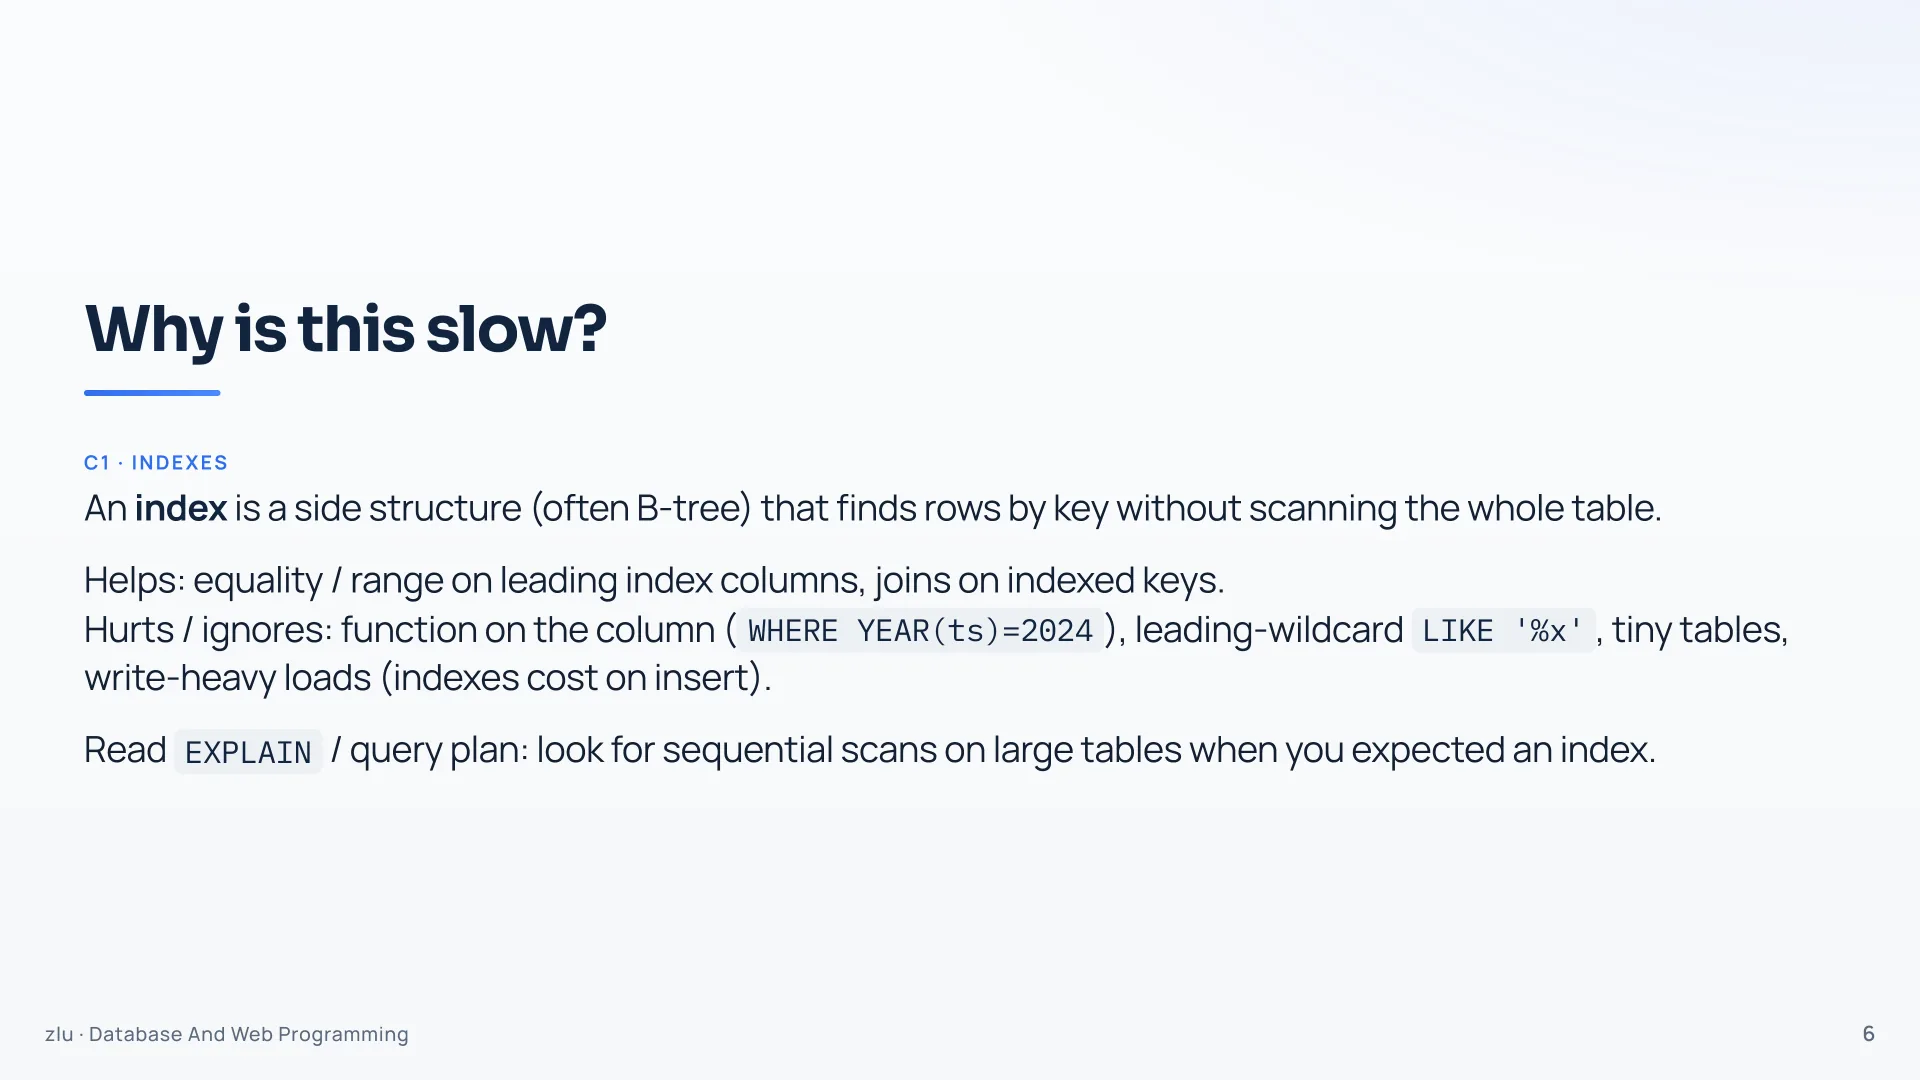 Why is this slow?
C1 · INDEXES
An index is a side structure (often B-tree) that finds rows by key without scanning the whole table.
Helps: equality / range on leading index columns, joins on indexed keys.
Hurts / ignores: function on the column ( WHERE YEAR(ts)=2024 ), leading-wildcard LIKE '%x' , tiny tables,
write-heavy loads (indexes cost on insert).
Read EXPLAIN / query plan: look for sequential scans on large tables when you expected an index.
zlu · Database And Web Programming
6